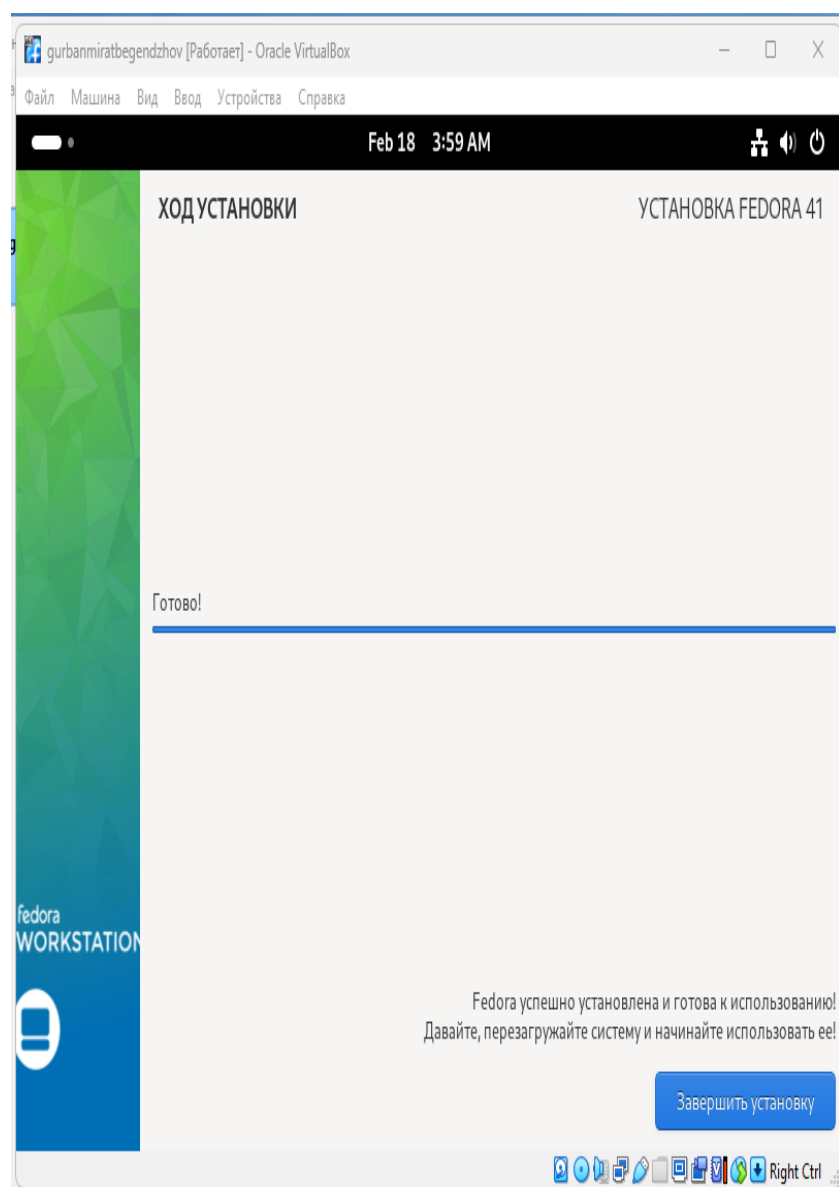 gurbanmiratbegendzhov [Работает] - Oracle VirtualBox
Файл Машина Вид Ввод Устройства Справка
Feb 18 3:59 AM
ХОД УСТАНОВКИ
УСТАНОВКА FEDORA 41
Готово!
fedora
WORKSTATION
Fedora успешно установлена и готова к использованию!
Давайте, перезагружайте систему и начинайте использовать ее!
Завершить установку
Right Ctrl